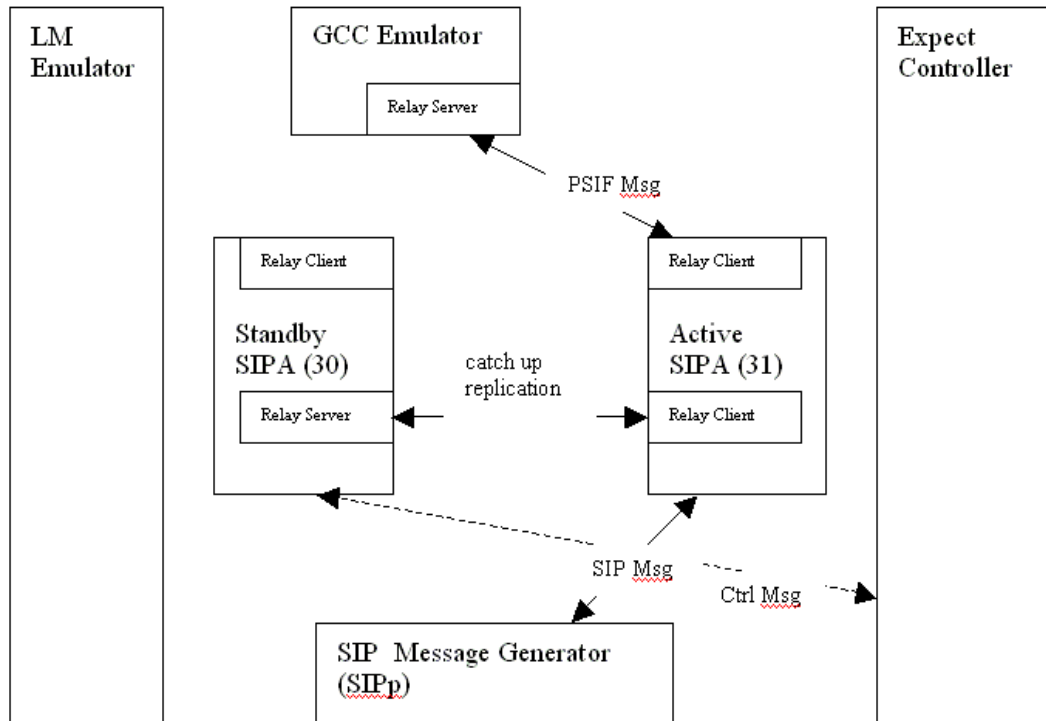 LM
Emulator
GCC Emulator
Relay Server
Expect
Controller
PSIF Msg
Relay Client
Relay Client
Standby
SIPA (30)
catch up
replication
Active
SIPA (31)
Relay Server
Relay Client
SIP Msg
Ctrl Msg
SIP Message Generator
(SIPp)